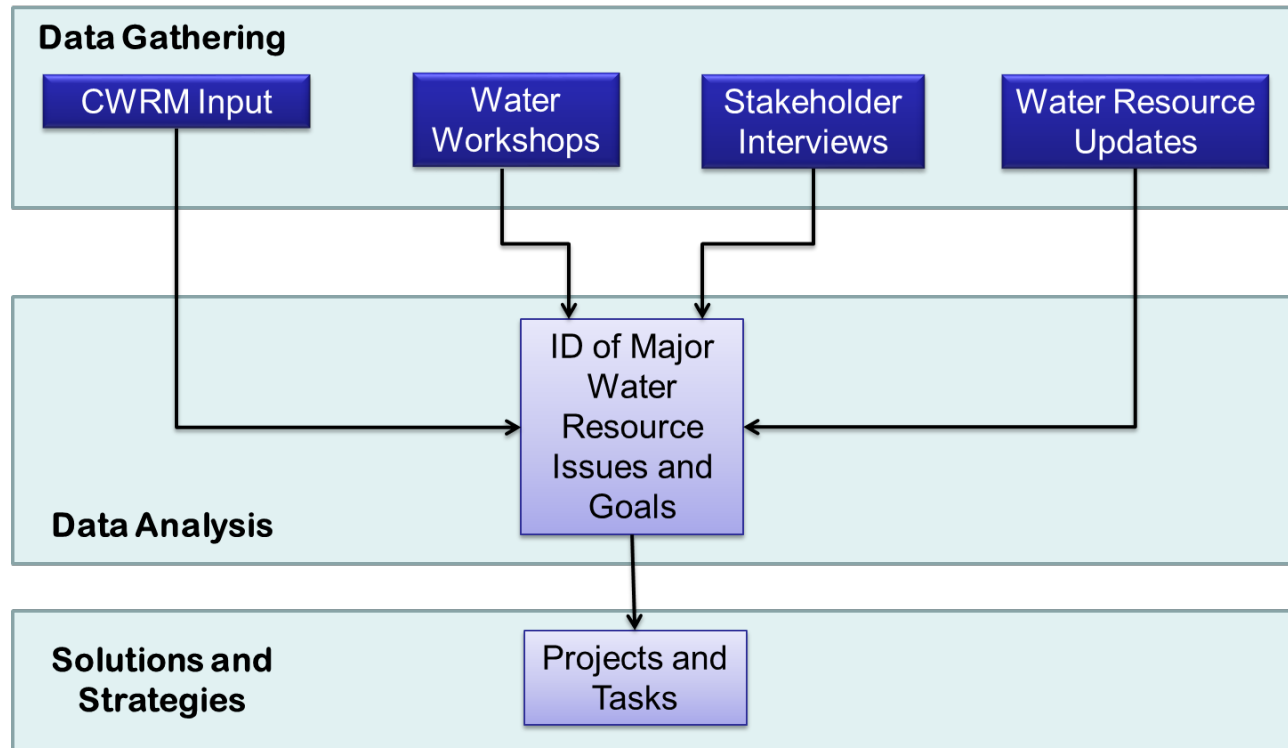 Data Gathering
CWRM Input
Water
Workshops
Stakeholder
Interviews
Water Resource
Updates
ID of Major
Water
Resource
Issues and
Goals
Data Analysis
Solutions and
Strategies
Projects and
Tasks